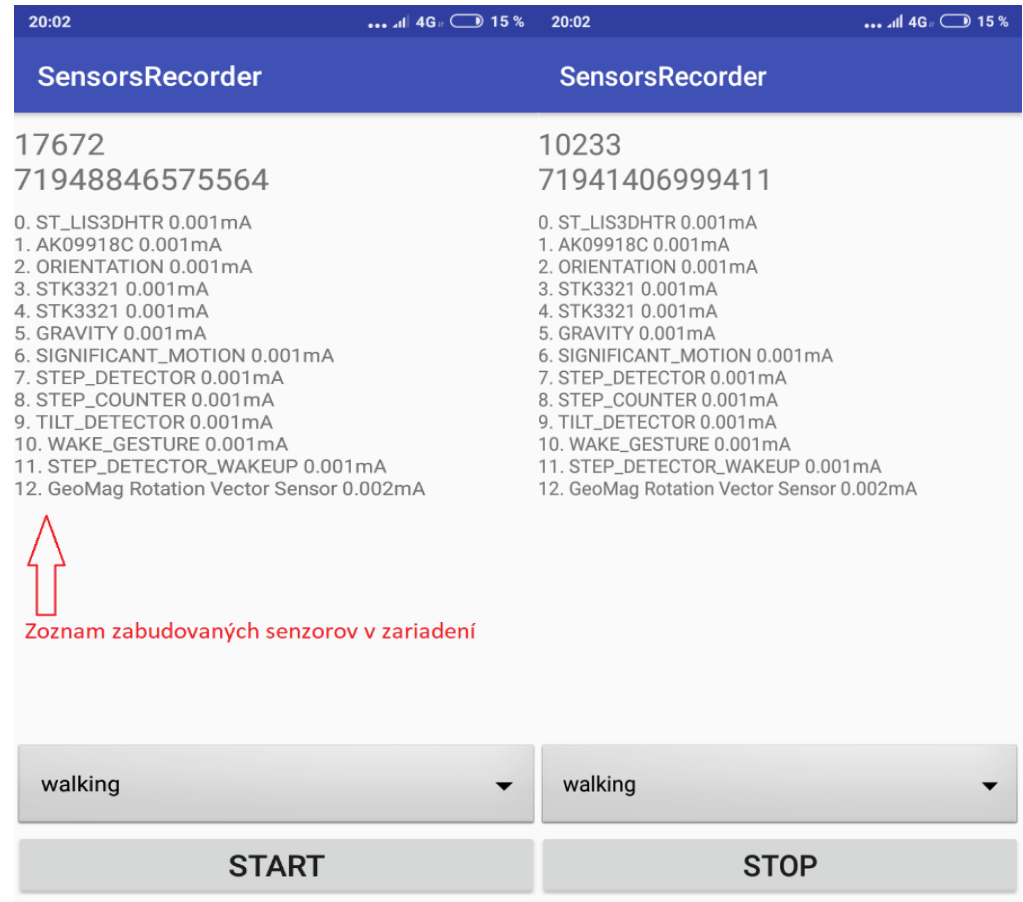 20:02
4G 15 %
SensorsRecorder
17672
71948846575564
0. ST_LIS3DHTR 0.001mA
1. AK09918C 0.001mA
2. ORIENTATION 0.001mA
3. STK3321 0.001mA
4. STK3321 0.001mA
5. GRAVITY 0.001mA
6. SIGNIFICANT_MOTION 0.001mA
7. STEP_DETECTOR 0.001mA
8. STEP_COUNTER 0.001mA
9. TILT_DETECTOR 0.001mA
10. WAKE_GESTURE 0.001mA
11. STEP_DETECTOR_WAKEUP 0.001mA
12. GeoMag Rotation Vector Sensor 0.002mA
Zoznam zabudovaných senzorov v zariadení
walking
START
20:02
4G 15 %
SensorsRecorder
10233
71941406999411
0. ST_LIS3DHTR 0.001mA
1. AK09918C 0.001mA
2. ORIENTATION 0.001mA
3. STK3321 0.001mA
4. STK3321 0.001mA
5. GRAVITY 0.001mA
6. SIGNIFICANT_MOTION 0.001mA
7. STEP_DETECTOR 0.001mA
8. STEP_COUNTER 0.001mA
9. TILT_DETECTOR 0.001mA
10. WAKE_GESTURE 0.001mA
11. STEP_DETECTOR_WAKEUP 0.001mA
12. GeoMag Rotation Vector Sensor 0.002mA
walking
STOP